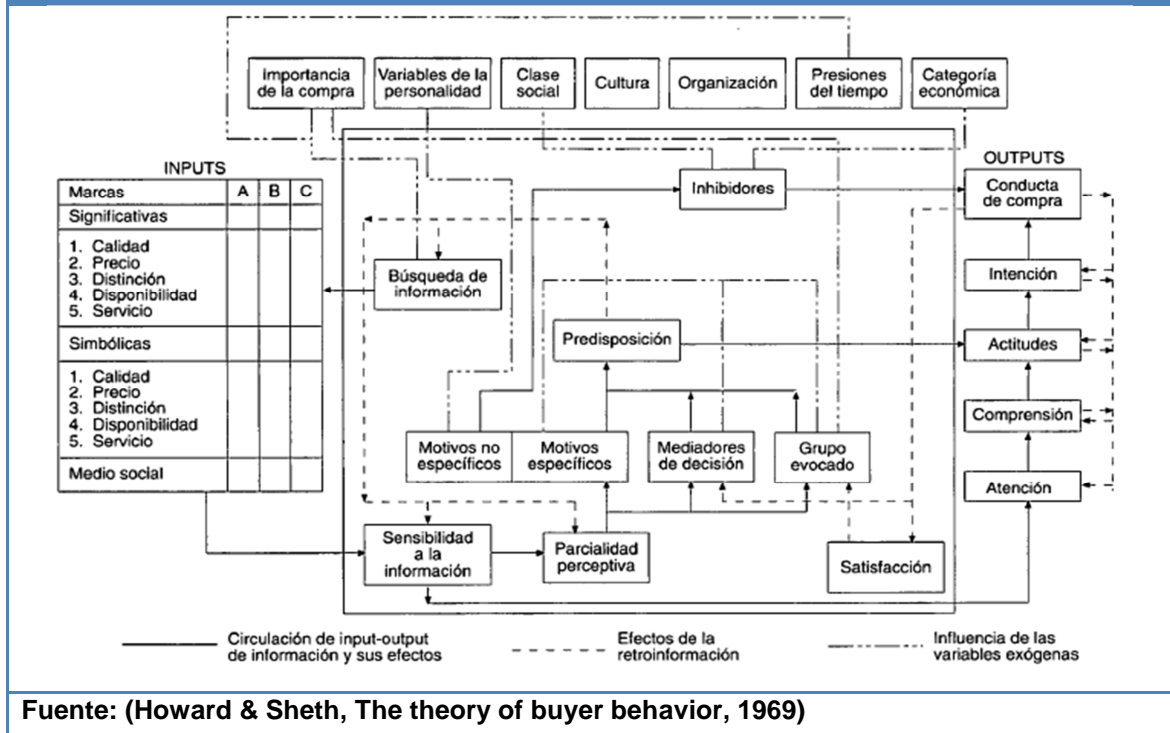 Importancia
de la compra
Variables de la
personalidad
Clase
social
Cultura
Organización
Presiones
del tiempo
Categoría
económica
INPUTS
Marcas A B C
Significativas
1. Calidad
2. Precio
3. Distinción
4. Disponibilidad
5. Servicio
Simbólicas
1. Calidad
2. Precio
3. Distinción
4. Disponibilidad
5. Servicio
Medio social
Inhibidores
Búsqueda de
información
Predisposición
Motivos no
específicos
Motivos
específicos
Mediadores
de decisión
Grupo
evocado
Sensibilidad
a la
información
Parcialidad
perceptiva
Satisfacción
OUTPUTS
Conducta
de compra
Intención
Actitudes
Comprensión
Atención
Circulación de input-output
de información y sus efectos
Efectos de la
retroinformación
Influencia de las
variables exógenas
Fuente: (Howard & Sheth, The theory of buyer behavior, 1969)